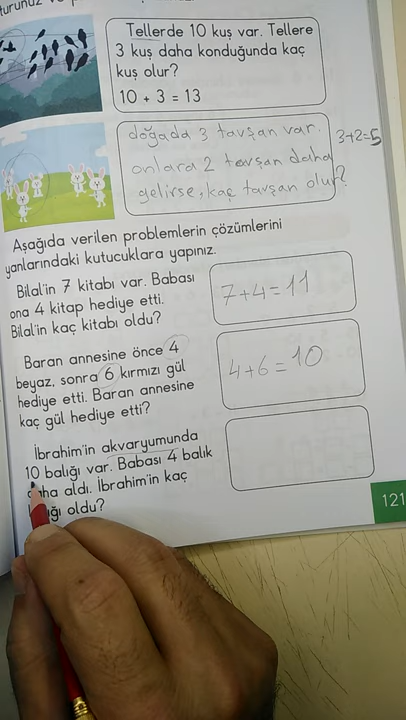 Tellerde 10 kuş var. Tellere
3 kuş daha konduğunda kaç
kuş olur?
10 + 3 = 13
doğada 3 tavşan var.
onlara 2 tavşan daha
gelirse, kaç tavşan olur?
3+2=5
Aşağıda verilen problemlerin çözümlerini
yanlarındaki kutucuklara yapınız.
Bilal'in 7 kitabı var. Babası
ona 4 kitap hediye etti.
Bilal'in kaç kitabı oldu?
7+4=11
Baran annesine önce 4
beyaz, sonra 6 kırmızı gül
hediye etti. Baran annesine
kaç gül hediye etti?
4+6=10
İbrahim'in akvaryumunda
10 balığı var. Babası 4 balık
daha aldı. İbrahim'in kaç
oldu?
121